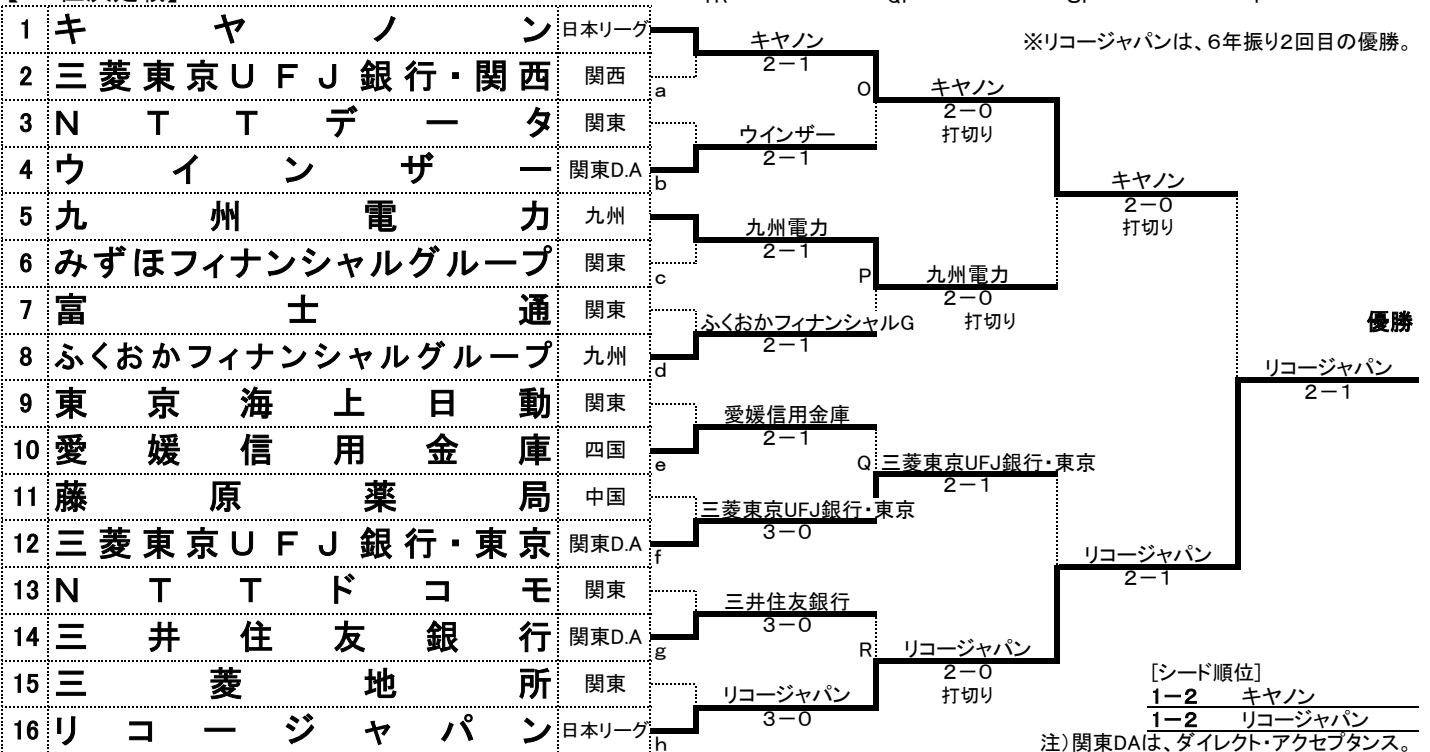 ※リコージャパンは、6年振り2回目の優勝。
1 キヤノン 日本リーグ
2 三菱東京UFJ銀行・関西 関西
3 NTTデータ 関東
4 ウインザー 関東D.A
5 九州電力 九州
6 みずほフィナンシャルグループ 関東
7 富士通 関東
8 ふくおかフィナンシャルグループ 九州
9 東京海上日動 関東
10 愛媛信用金庫 四国
11 藤原薬局 中国
12 三菱東京UFJ銀行・東京 関東D.A
13 NTTドコモ 関東
14 三井住友銀行 関東D.A
15 三菱地所 関東
16 リコージャパン 日本リーグ
a
b
c
d
e
f
g
h
キヤノン
2-1
ウインザー
2-1
九州電力
2-1
ふくおかフィナンシャルG
2-1
愛媛信用金庫
2-1
三菱東京UFJ銀行・東京
3-0
三井住友銀行
3-0
リコージャパン
3-0
O
P
Q
R
キヤノン
2-0
打切り
九州電力
2-0
打切り
三菱東京UFJ銀行・東京
2-1
リコージャパン
2-0
打切り
キヤノン
2-0
打切り
リコージャパン
2-1
優勝
リコージャパン
2-1
[シード順位]
1-2 キヤノン
1-2 リコージャパン
注)関東DAは、ダイレクト・アクセプタンス。